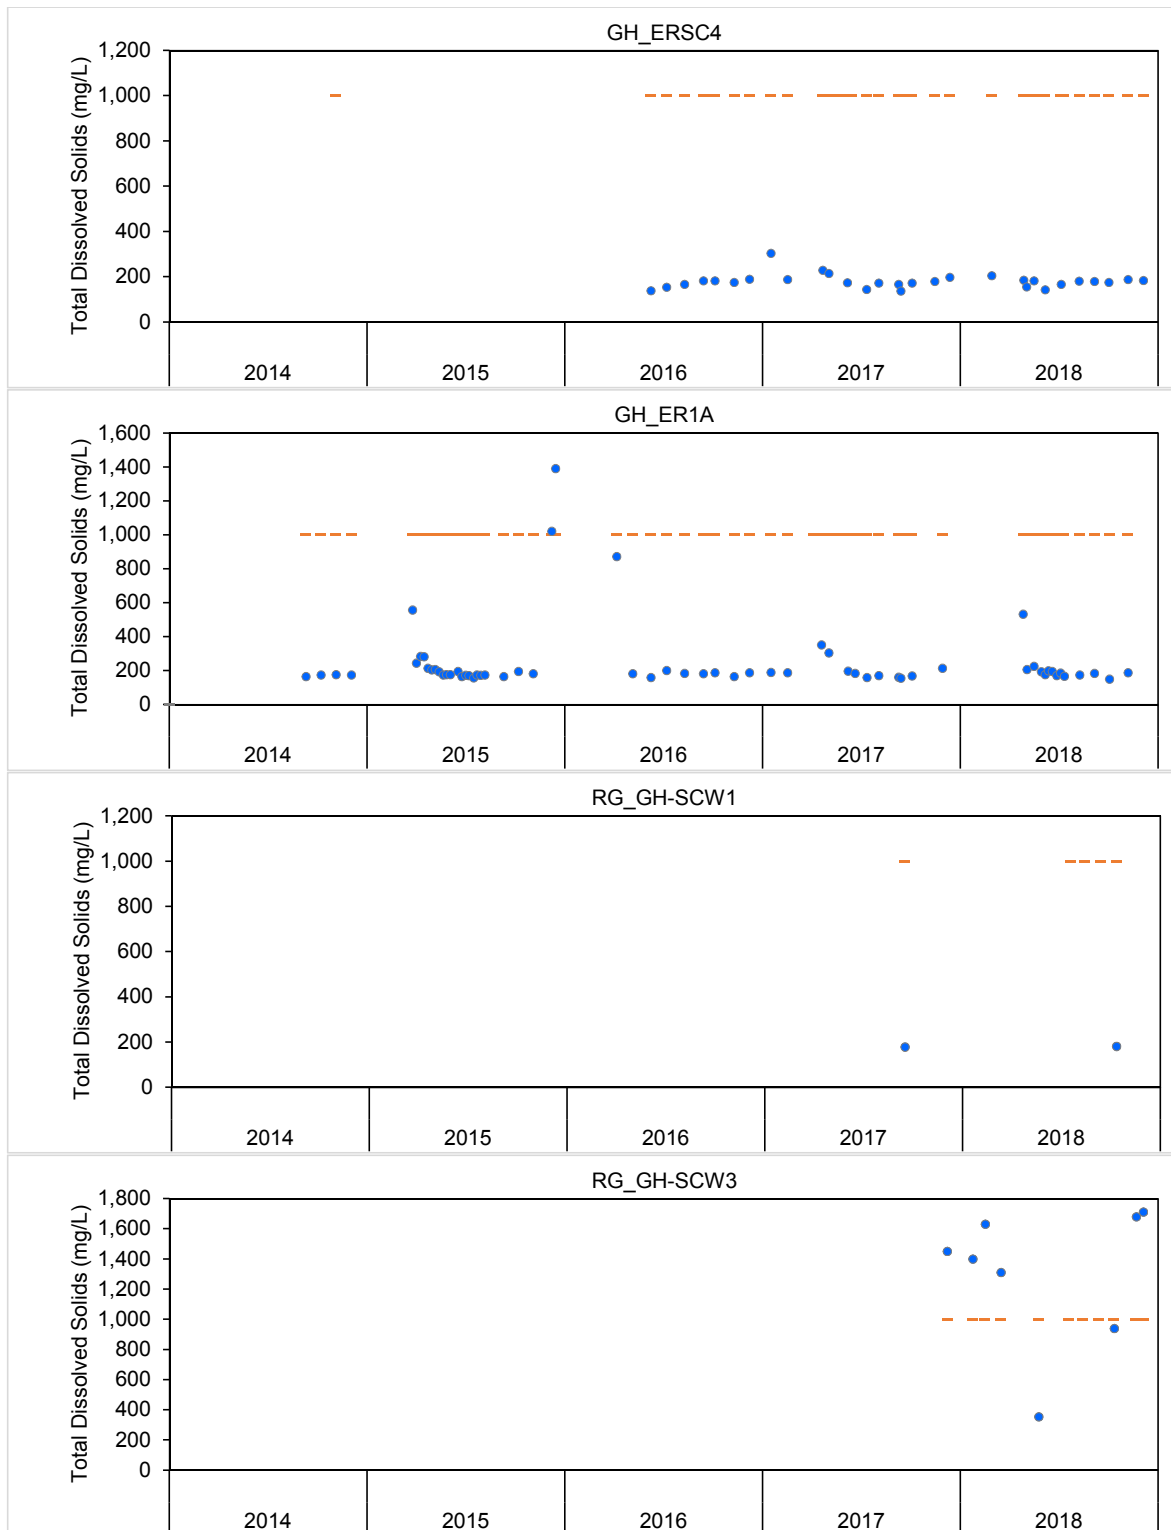 GH_ERSC4
Total Dissolved Solids (mg/L)
1,200
1,000
800
600
400
200
0
2014 2015 2016 2017 2018
GH_ER1A
Total Dissolved Solids (mg/L)
1,600
1,400
1,200
1,000
800
600
400
200
0
2014 2015 2016 2017 2018
RG_GH-SCW1
Total Dissolved Solids (mg/L)
1,200
1,000
800
600
400
200
0
2014 2015 2016 2017 2018
RG_GH-SCW3
Total Dissolved Solids (mg/L)
1,800
1,600
1,400
1,200
1,000
800
600
400
200
0
2014 2015 2016 2017 2018